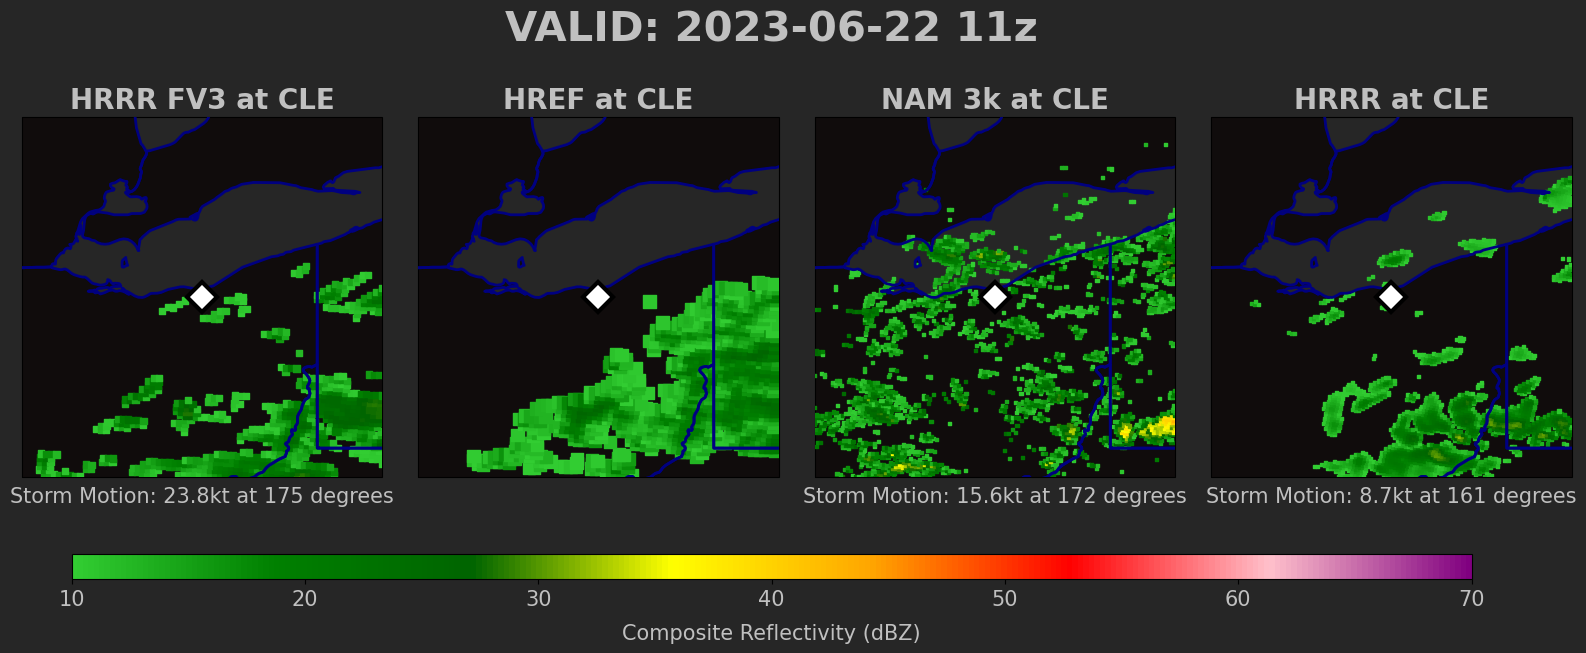 VALID: 2023-06-22 11z
HRRR FV3 at CLE
HREF at CLE
NAM 3k at CLE
HRRR at CLE
Storm Motion: 23.8kt at 175 degrees
Storm Motion: 15.6kt at 172 degrees
Storm Motion: 8.7kt at 161 degrees
10 20 30 40 50 60 70
Composite Reflectivity (dBZ)